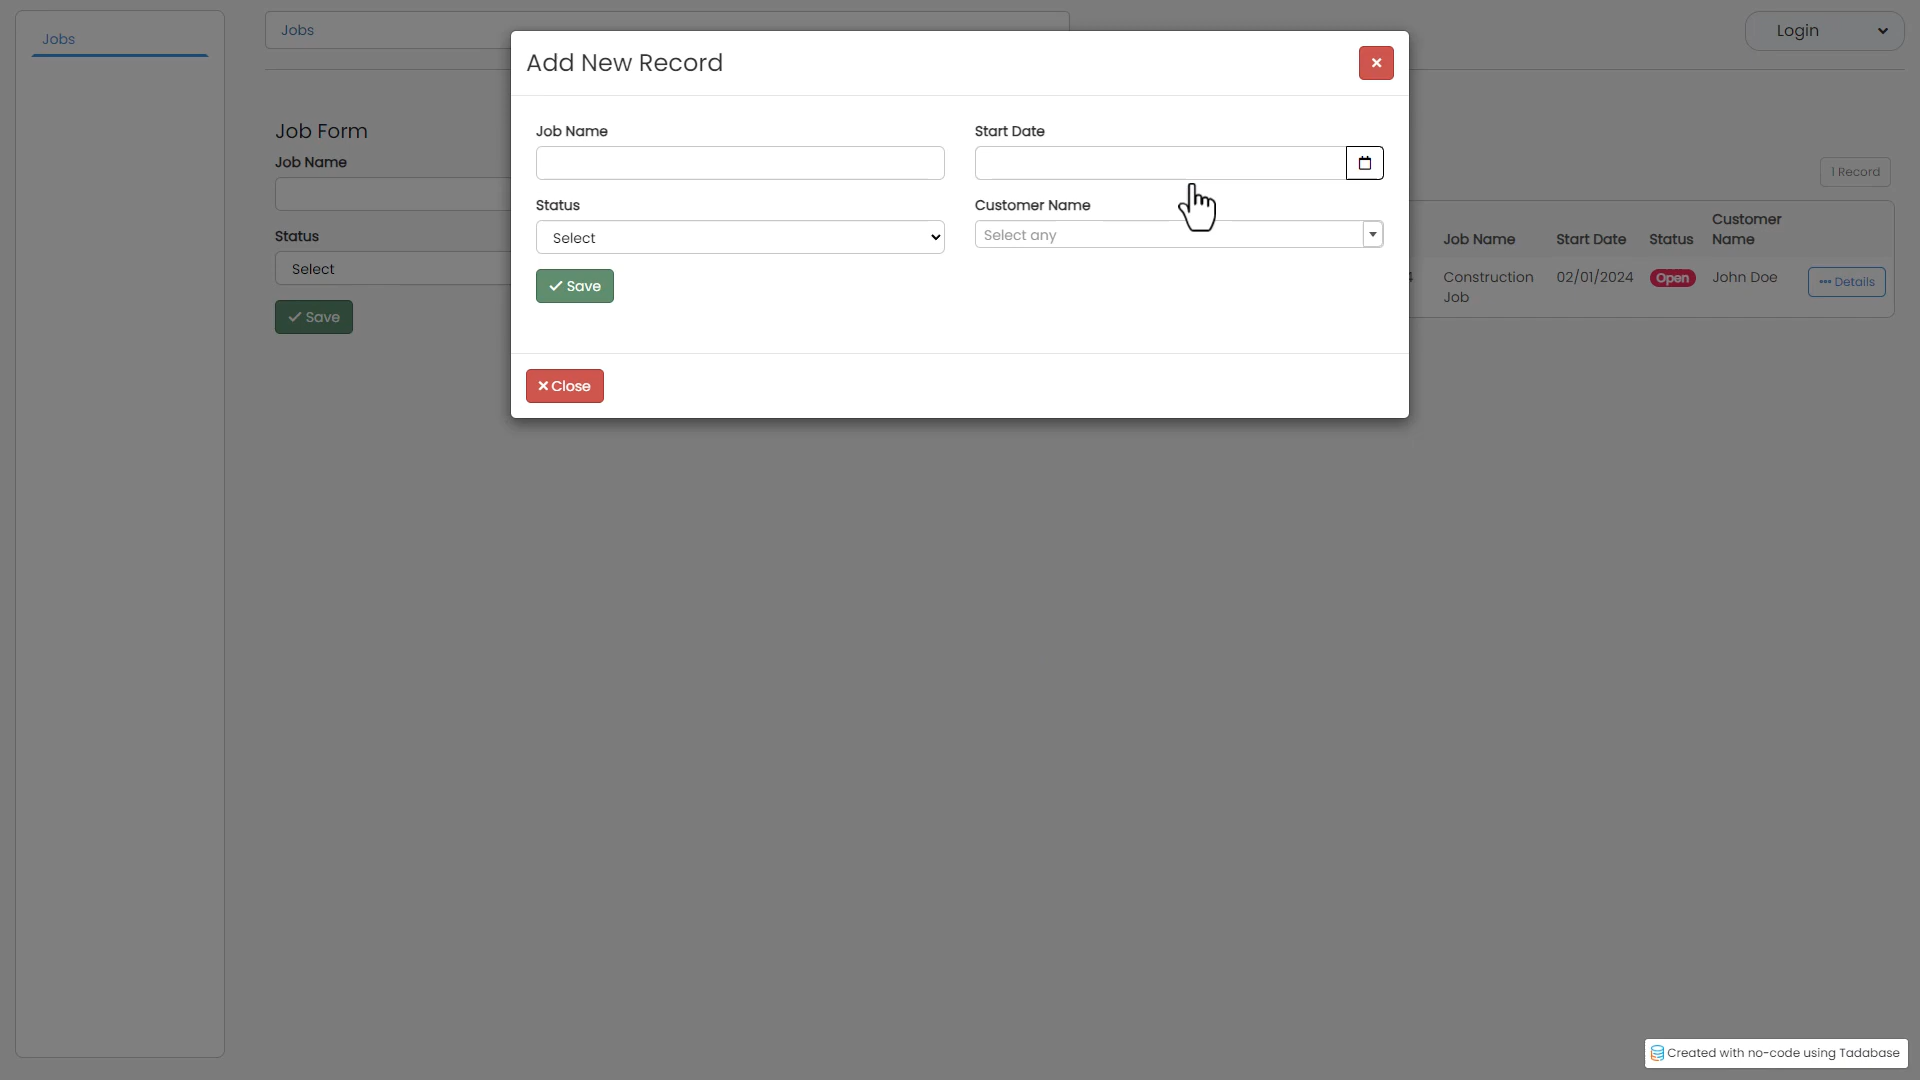 Jobs
Jobs
Login
Add New Record
Job Name
Start Date
Status
Select
Customer Name
Select any
Save
Close
Job Form
Job Name
Status
Select
Save
1 Record
Job Name
Start Date
Status
Customer
Name
4
Construction
Job
02/01/2024
Open
John Doe
Details
Created with no-code using Tadabase